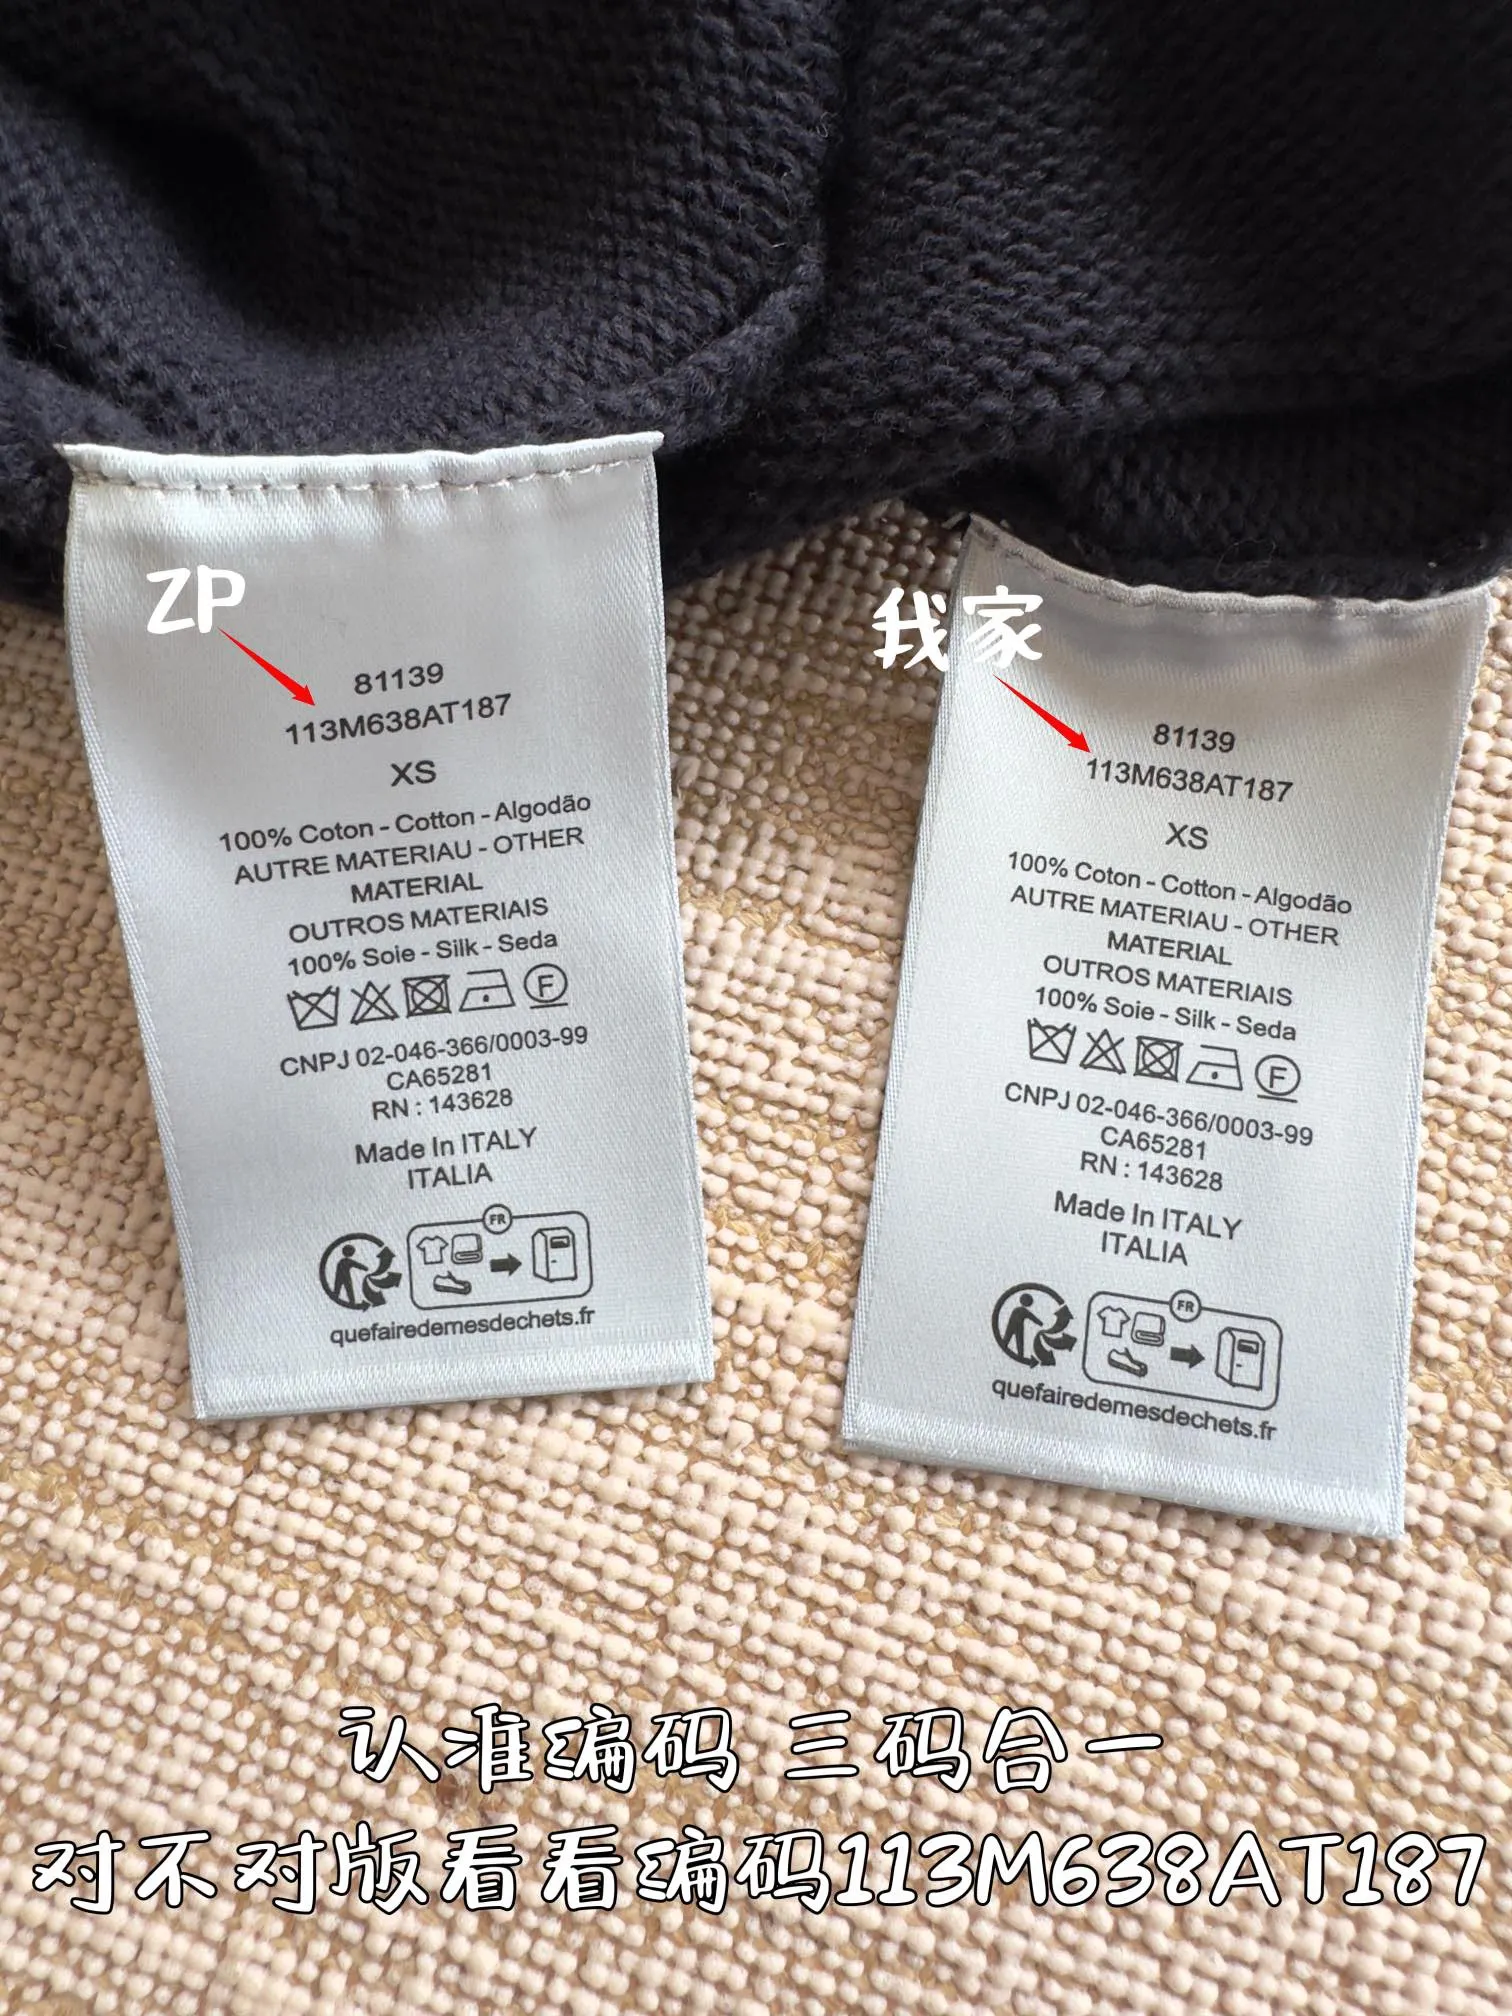 ZP
81139
113M638AT187
XS
100% Coton - Cotton - Algodão
AUTRE MATERIAU - OTHER
MATERIAL
OUTROS MATERIAIS
100% Soie - Silk - Seda
F
CNPJ 02-046-366/0003-99
CA65281
RN : 143628
Made In ITALY
ITALIA
FR
quefairedemesdechets.fr
我家
81139
113M638AT187
XS
100% Coton - Cotton - Algodão
AUTRE MATERIAU - OTHER
MATERIAL
OUTROS MATERIAIS
100% Soie - Silk - Seda
F
CNPJ 02-046-366/0003-99
CA65281
RN : 143628
Made In ITALY
ITALIA
FR
quefairedemesdechets.fr
认准编码 三码合一
对不对版看看编码113M638AT187